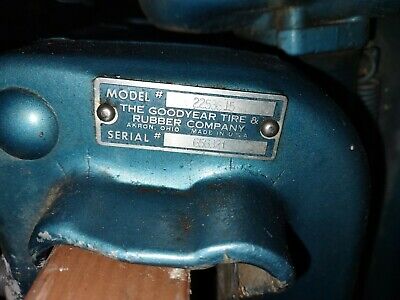 MODEL #
THE GOODYEAR TIRE &
RUBBER COMPANY
AKRON, OHIO MADE IN U.S.A.
SERIAL #